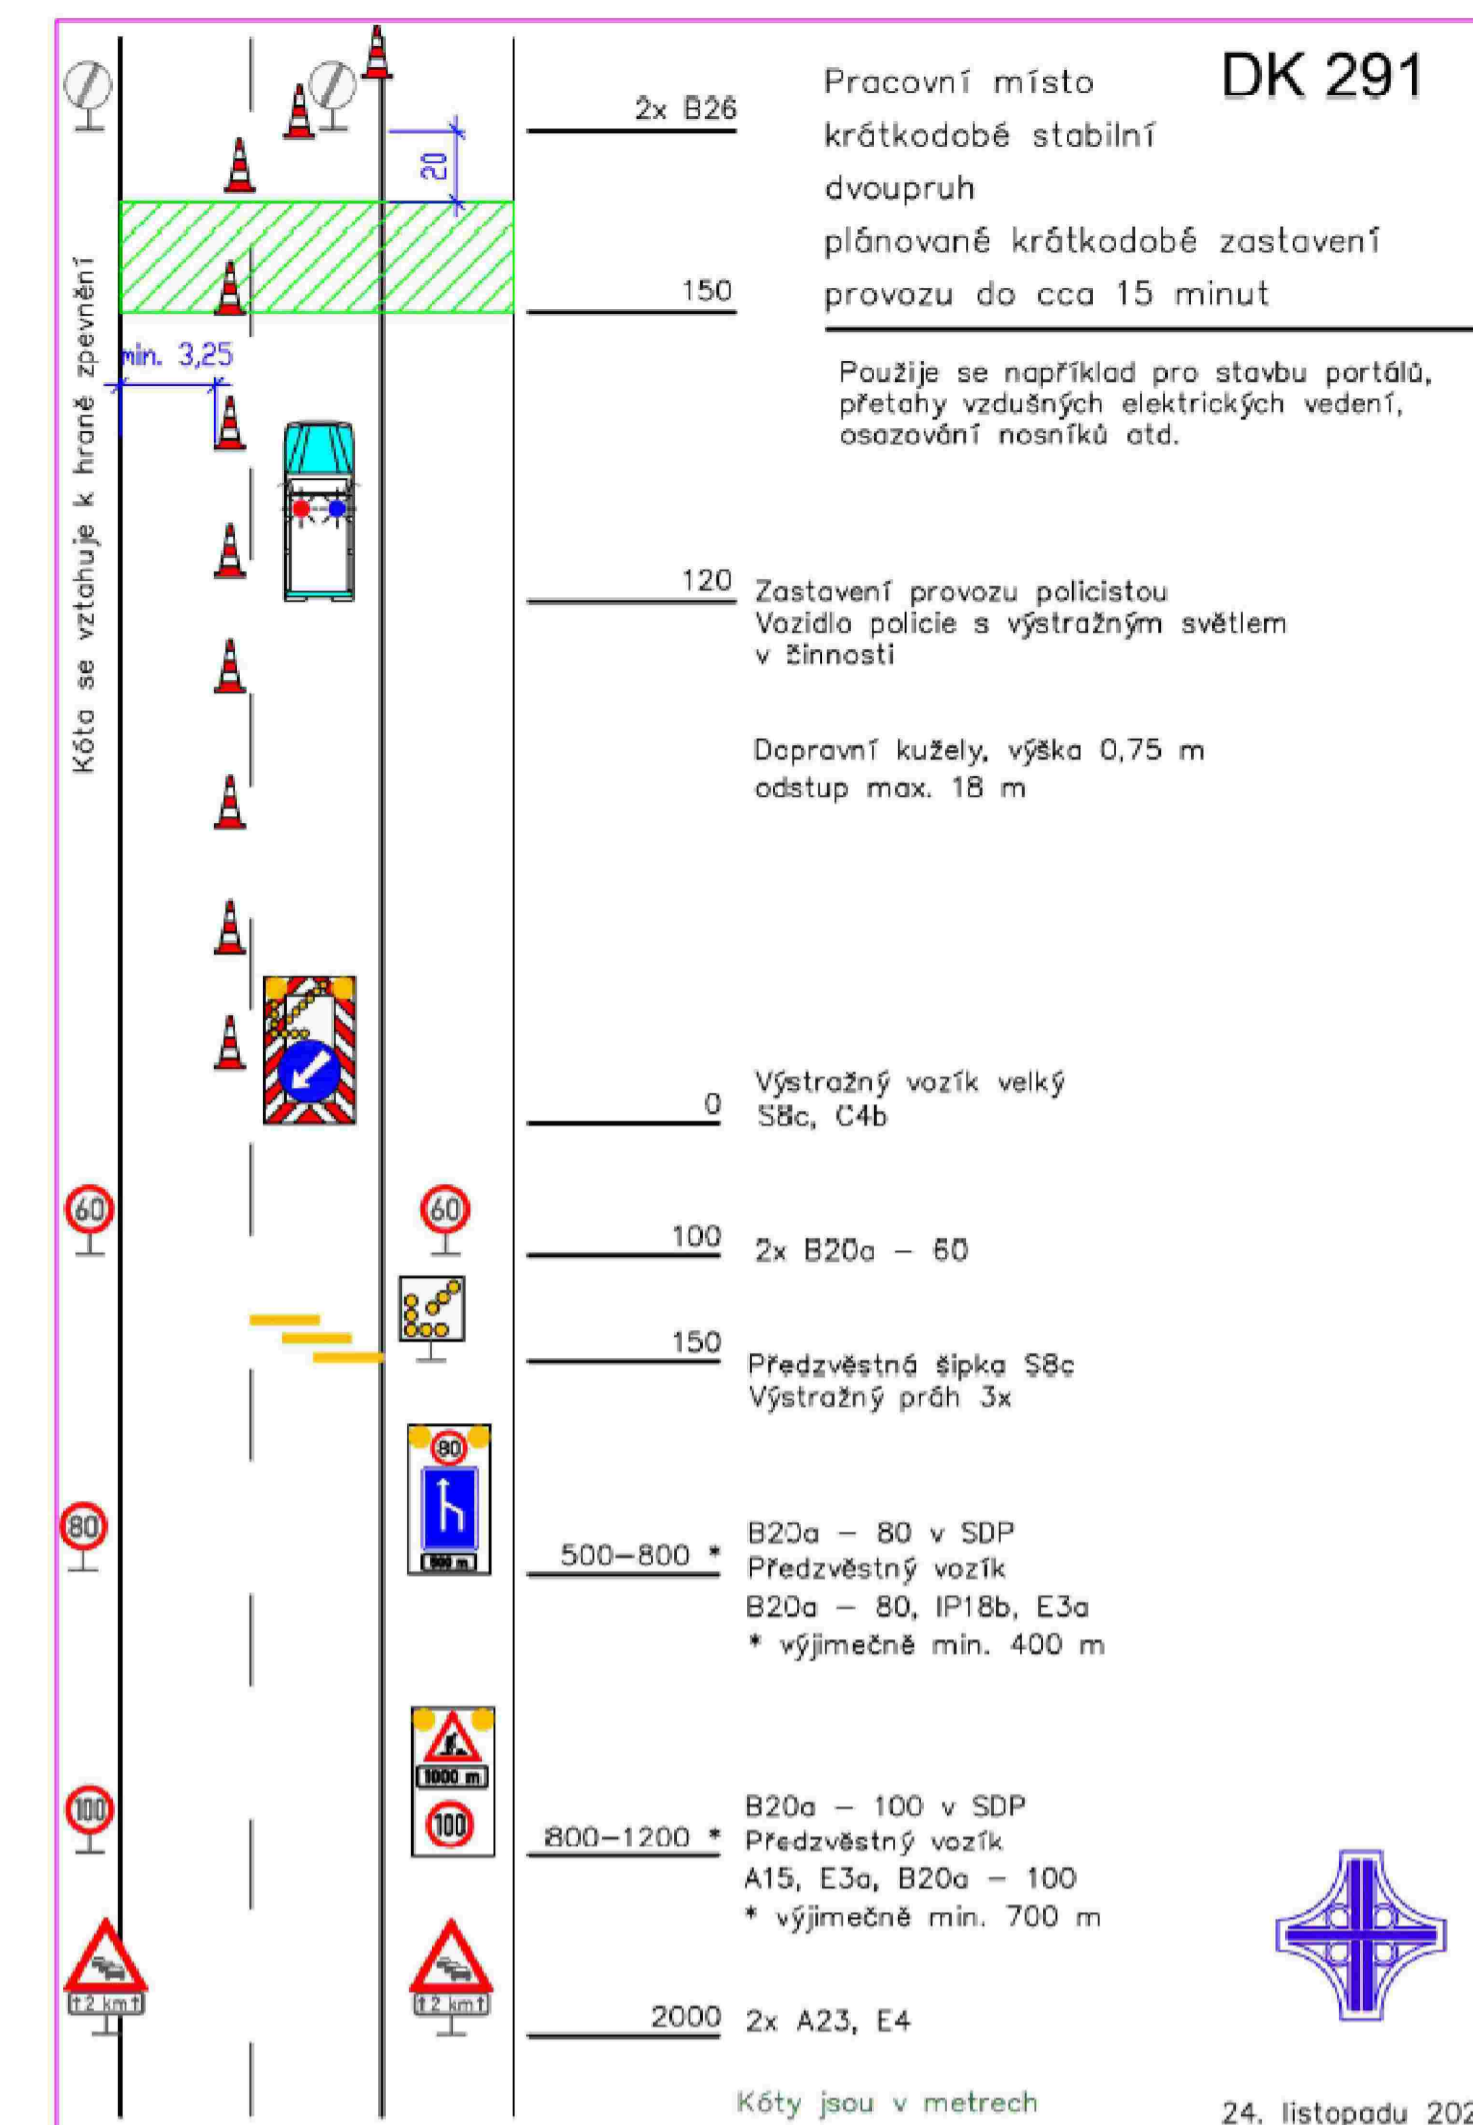 DK 291
Pracovní místo
krátkodobé stabilní
dvoupruh
plánované krátkodobé zastavení
provozu do cca 15 minut
Použije se například pro stavbu portálů,
přetahy vzdušných elektrických vedení,
osazování nosníků atd.
2x B26
20
150
min. 3,25
Kóta se vztahuje k hraně zpevnění
120
Zastavení provozu policistou
Vozidlo policie s výstražným světlem
v činnosti
Dopravní kužely, výška 0,75 m
odstup max. 18 m
0
Výstražný vozík velký
S8c, C4b
60
60
100
2x B20a – 60
150
Předzvěstná šipka S8c
Výstražný práh 3x
80
80
500 m
500–800 *
B20a – 80 v SDP
Předzvěstný vozík
B20a – 80, IP18b, E3a
* výjimečně min. 400 m
1000 m
100
100
800–1200 *
B20a – 100 v SDP
Předzvěstný vozík
A15, E3a, B20a – 100
* výjimečně min. 700 m
↑2 km↑
↑2 km↑
2000
2x A23, E4
Kóty jsou v metrech
24. listopadu 202